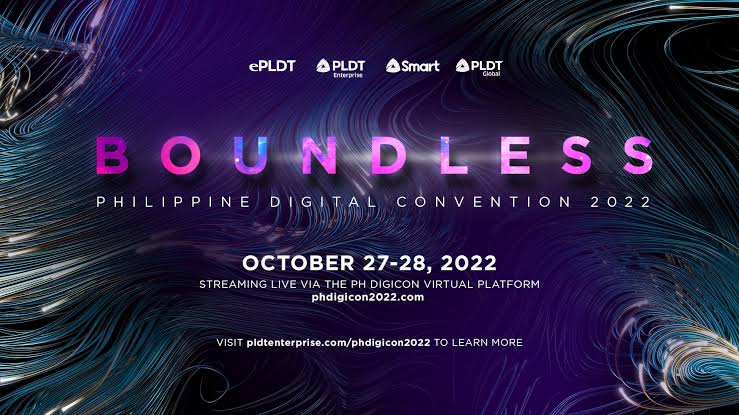 ePLDT PLDT Enterprise Smart PLDT Global
BOUNDLESS
PHILIPPINE DIGITAL CONVENTION 2022
OCTOBER 27-28, 2022
STREAMING LIVE VIA THE PH DIGICON VIRTUAL PLATFORM
phdigicon2022.com
VISIT pldtenterprise.com/phdigicon2022 TO LEARN MORE